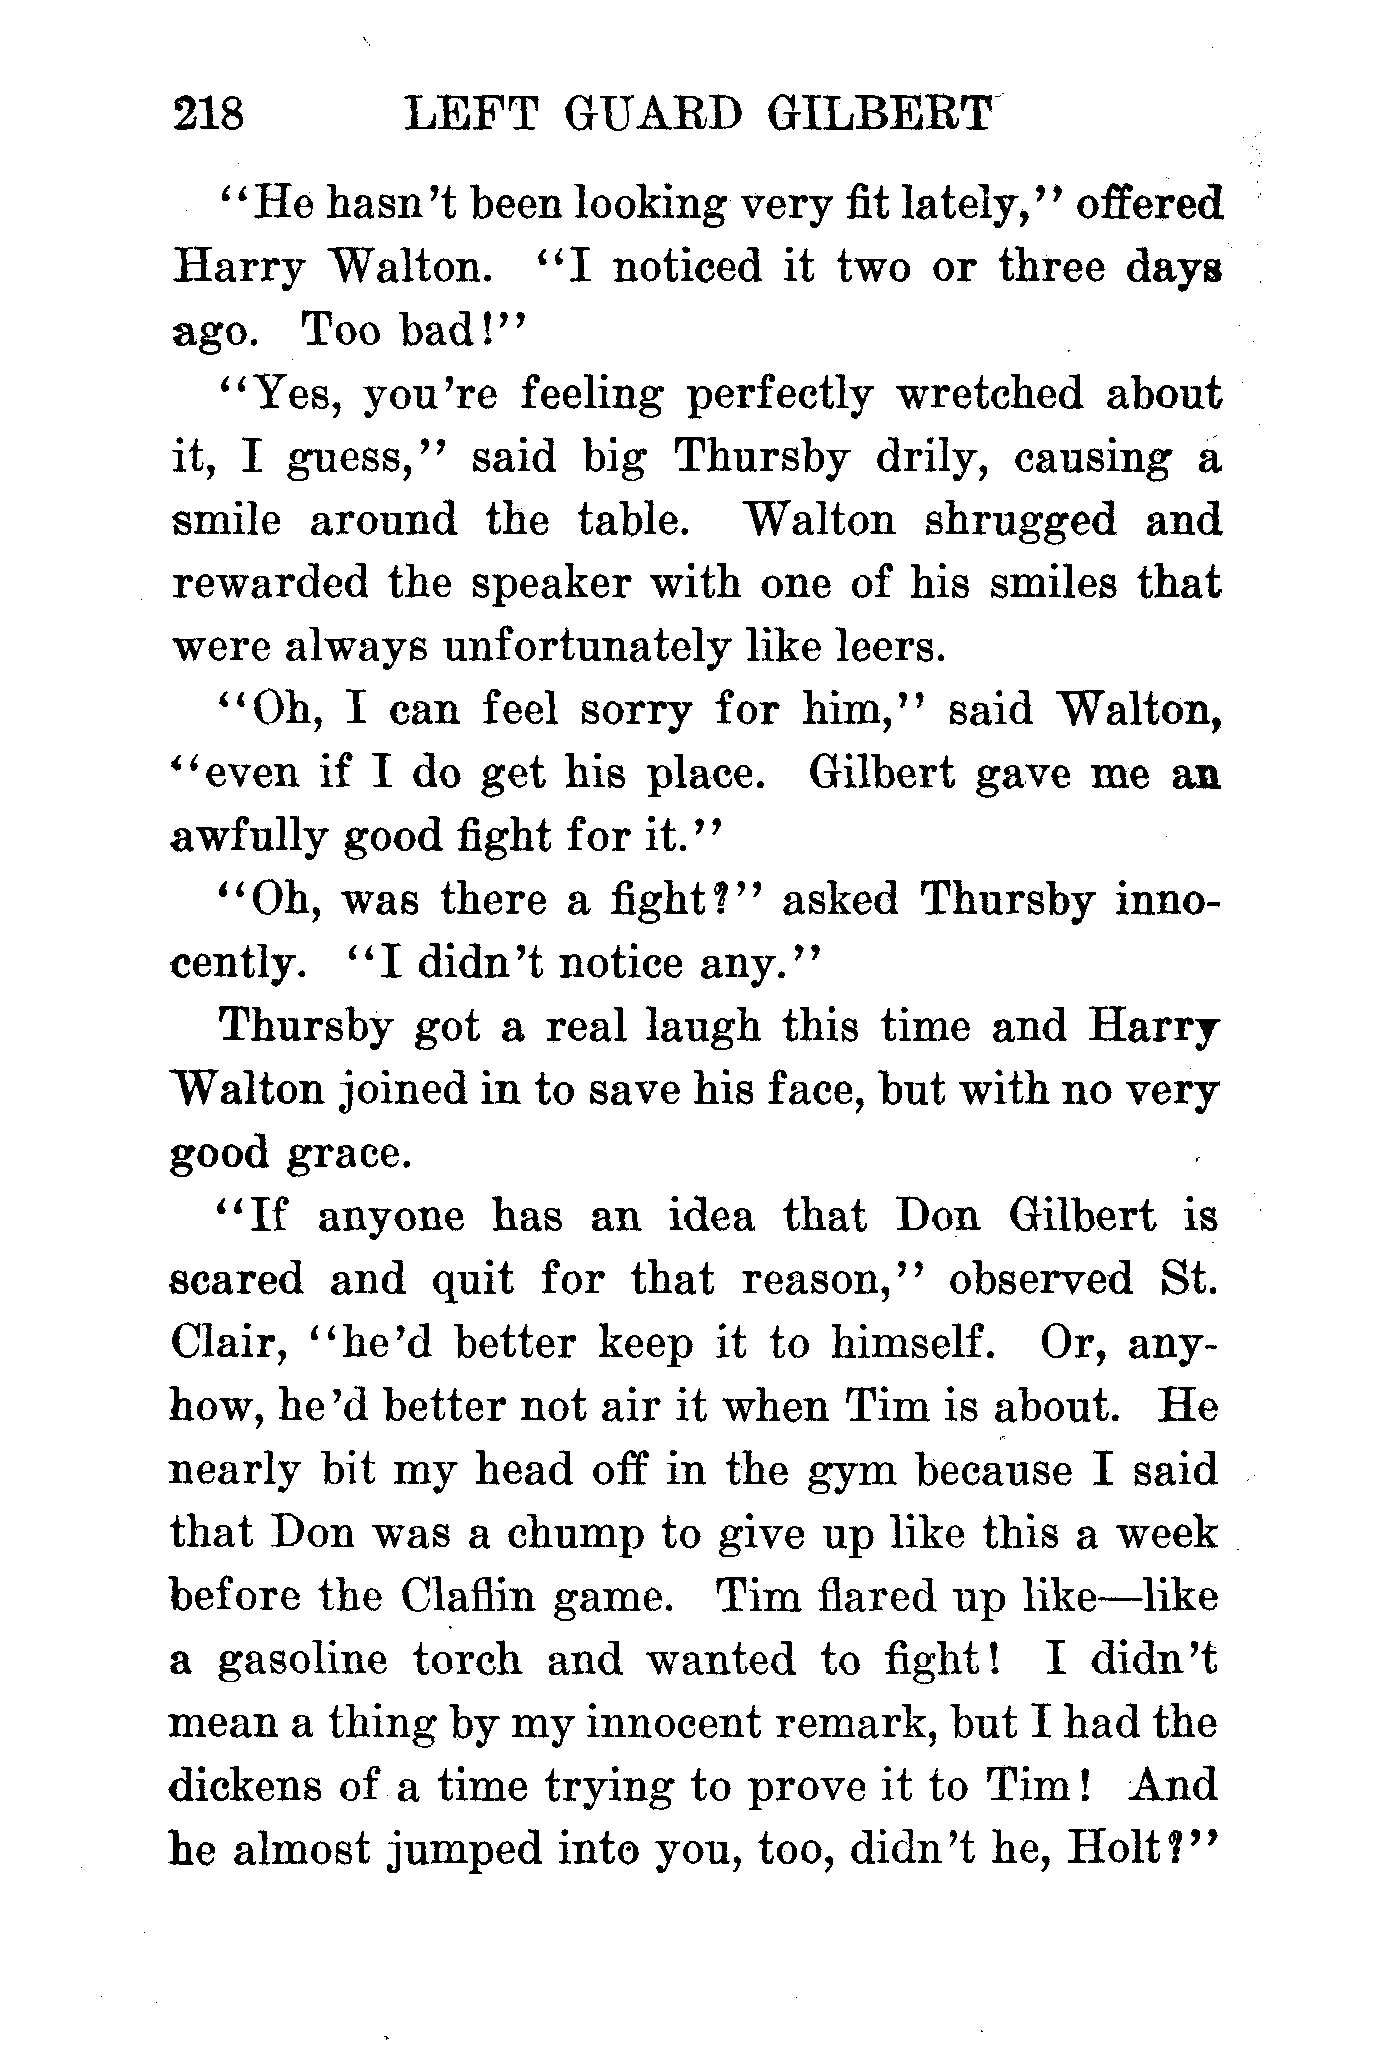 218 LEFT GUARD GILBERT
"He hasn't been looking very fit lately," offered
Harry Walton. "I noticed it two or three days
ago. Too bad!"
"Yes, you're feeling perfectly wretched about
it, I guess," said big Thursby drily, causing a
smile around the table. Walton shrugged and
rewarded the speaker with one of his smiles that
were always unfortunately like leers.
"Oh, I can feel sorry for him," said Walton,
"even if I do get his place. Gilbert gave me an
awfully good fight for it."
"Oh, was there a fight?" asked Thursby inno-
cently. "I didn't notice any."
Thursby got a real laugh this time and Harry
Walton joined in to save his face, but with no very
good grace.
"If anyone has an idea that Don Gilbert is
scared and quit for that reason," observed St.
Clair, "he'd better keep it to himself. Or, any-
how, he'd better not air it when Tim is about. He
nearly bit my head off in the gym because I said
that Don was a chump to give up like this a week
before the Claflin game. Tim flared up like—like
a gasoline torch and wanted to fight! I didn't
mean a thing by my innocent remark, but I had the
dickens of a time trying to prove it to Tim! And
he almost jumped into you, too, didn't he, Holt?"